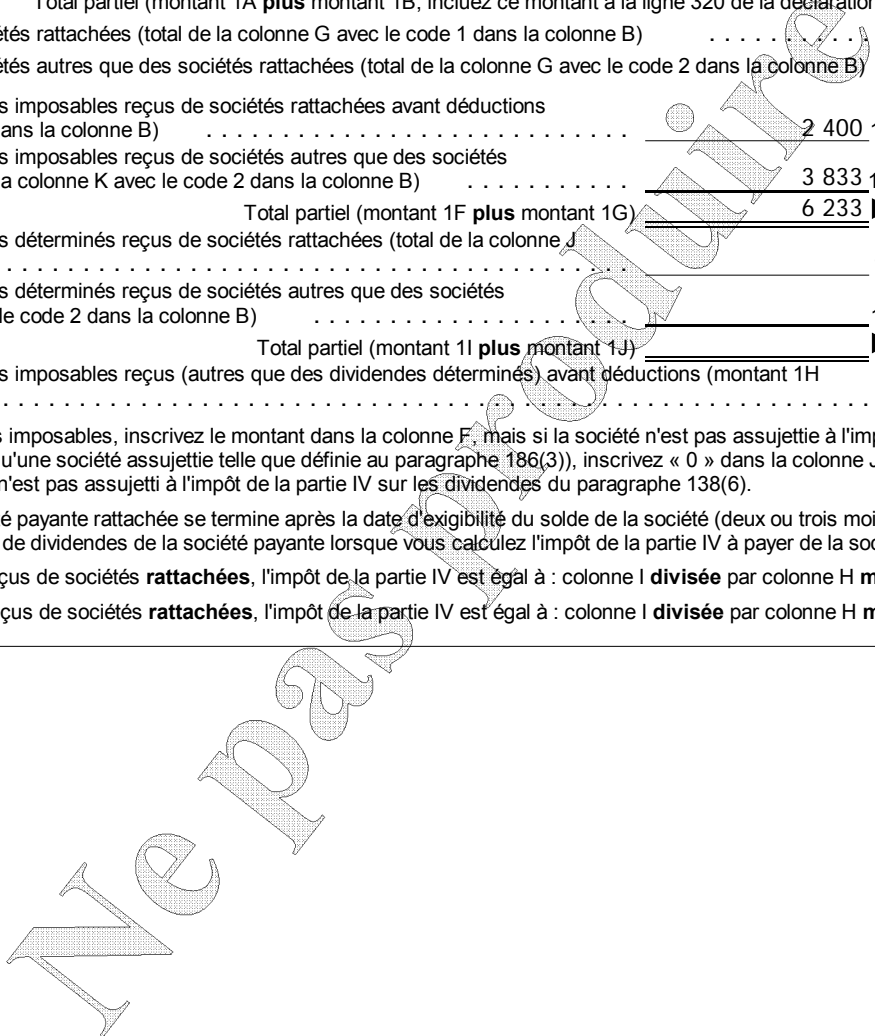 Total partiel (montant 1A plus montant 1B, incluez ce montant à la ligne 320 de la déclaration
étés rattachées (total de la colonne G avec le code 1 dans la colonne B) . . . . . . . . . . .
étés autres que des sociétés rattachées (total de la colonne G avec le code 2 dans la colonne B)
s imposables reçus de sociétés rattachées avant déductions
ans la colonne B) . . . . . . . . . . . . . . . . . . . . . . . . . . . . 2 400 1
s imposables reçus de sociétés autres que des sociétés
a colonne K avec le code 2 dans la colonne B) . . . . . . . . . . . 3 833 1
Total partiel (montant 1F plus montant 1G) 6 233
s déterminés reçus de sociétés rattachées (total de la colonne J
. . . . . . . . . . . . . . . . . . . . . . . . . . . . . . . . . . . . . . . . .
s déterminés reçus de sociétés autres que des sociétés
le code 2 dans la colonne B) . . . . . . . . . . . . . . . . . . . . . 1
Total partiel (montant 1I plus montant 1J)
s imposables reçus (autres que des dividendes déterminés) avant déductions (montant 1H
. . . . . . . . . . . . . . . . . . . . . . . . . . . . . . . . . . . . . . . . . . . . . . . . . . . . . . . . .
s imposables, inscrivez le montant dans la colonne F, mais si la société n'est pas assujettie à l'imp
u'une société assujettie telle que définie au paragraphe 186(3)), inscrivez « 0 » dans la colonne J
n'est pas assujetti à l'impôt de la partie IV sur les dividendes du paragraphe 138(6).
té payante rattachée se termine après la date d'exigibilité du solde de la société (deux ou trois moi
de dividendes de la société payante lorsque vous calculez l'impôt de la partie IV à payer de la soc
çus de sociétés rattachées, l'impôt de la partie IV est égal à : colonne I divisée par colonne H m
çus de sociétés rattachées, l'impôt de la partie IV est égal à : colonne I divisée par colonne H m
Ne pas produire